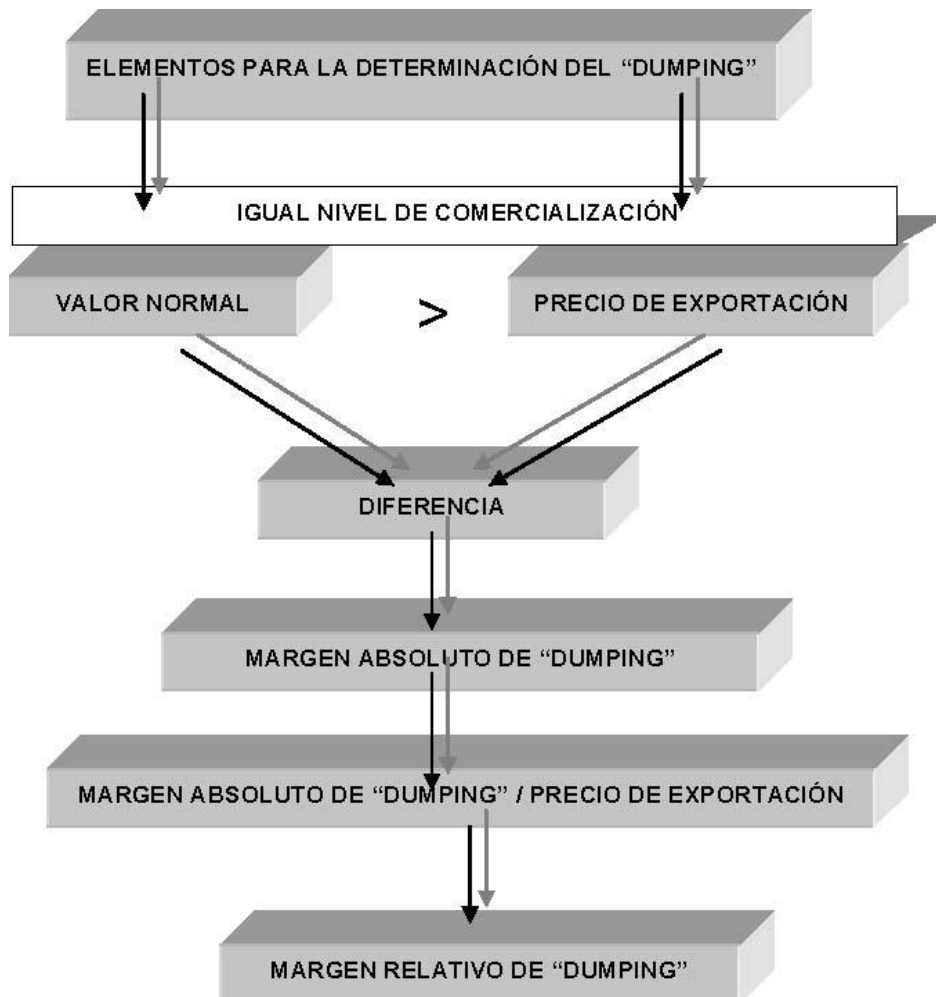 ELEMENTOS PARA LA DETERMINACIÓN DEL “DUMPING”
IGUAL NIVEL DE COMERCIALIZACIÓN
VALOR NORMAL
>
PRECIO DE EXPORTACIÓN
DIFERENCIA
MARGEN ABSOLUTO DE “DUMPING”
MARGEN ABSOLUTO DE “DUMPING” / PRECIO DE EXPORTACIÓN
MARGEN RELATIVO DE “DUMPING”